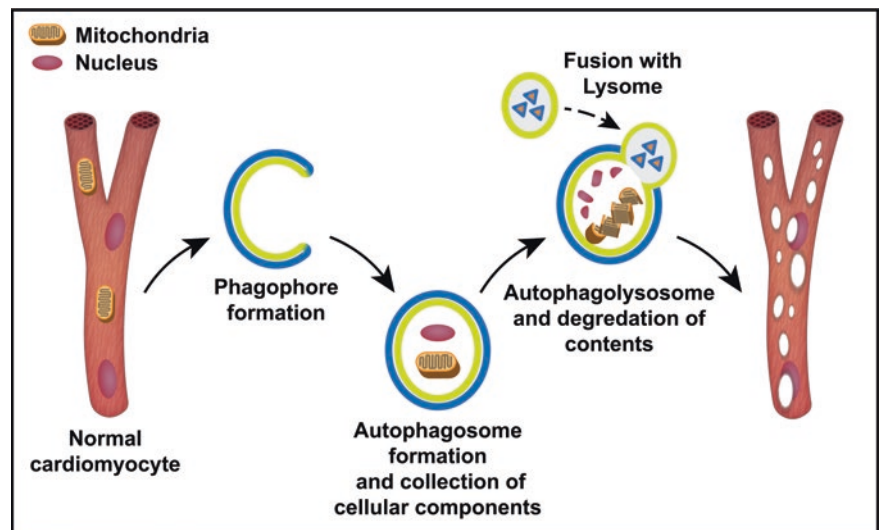 Mitochondria
Nucleus
Normal
cardiomyocyte
Phagophore
formation
Autophagosome
formation
and collection of
cellular components
Fusion with
Lysome
Autophagolysosome
and degredation of
contents